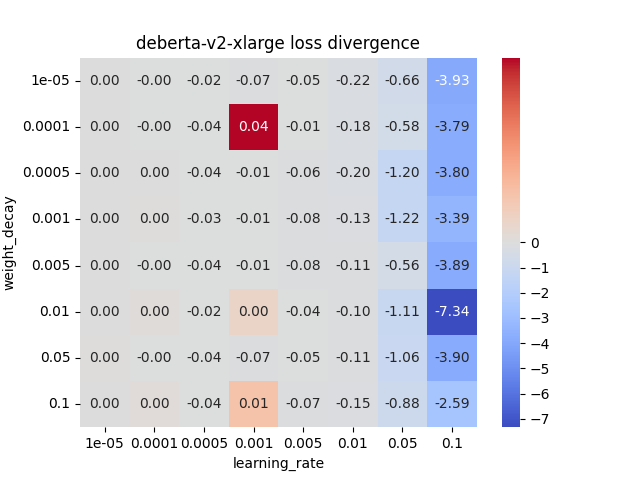 deberta-v2-xlarge loss divergence
1e-05 0.00 -0.00 -0.02 -0.07 -0.05 -0.22 -0.66 -3.93
0.0001 0.00 -0.00 -0.04 0.04 -0.01 -0.18 -0.58 -3.79
0.0005 0.00 0.00 -0.04 -0.01 -0.06 -0.20 -1.20 -3.80
0.001 0.00 0.00 -0.03 -0.01 -0.08 -0.13 -1.22 -3.39
0.005 0.00 -0.00 -0.04 -0.01 -0.08 -0.11 -0.56 -3.89
0.01 0.00 0.00 -0.02 0.00 -0.04 -0.10 -1.11 -7.34
0.05 0.00 -0.00 -0.04 -0.07 -0.05 -0.11 -1.06 -3.90
0.1 0.00 0.00 -0.04 0.01 -0.07 -0.15 -0.88 -2.59
1e-05 0.0001 0.0005 0.001 0.005 0.01 0.05 0.1
learning_rate
weight_decay
0
-1
-2
-3
-4
-5
-6
-7